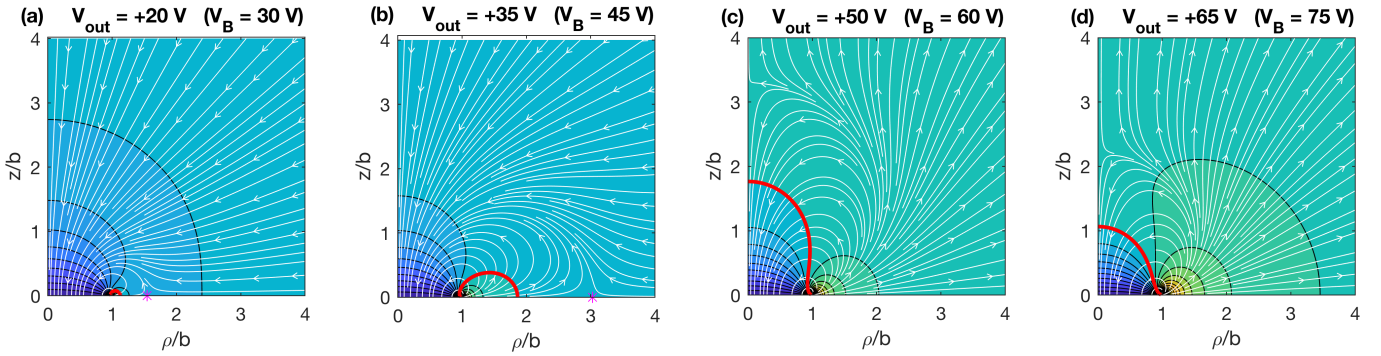 (a) V_out = +20 V (V_B = 30 V)
4
3
2
1
0
z/b
0 1 2 3 4
ρ/b
(b) V_out = +35 V (V_B = 45 V)
4
3
2
1
0
z/b
0 1 2 3 4
ρ/b
(c) V_out = +50 V (V_B = 60 V)
4
3
2
1
0
z/b
0 1 2 3 4
ρ/b
(d) V_out = +65 V (V_B = 75 V)
4
3
2
1
0
z/b
0 1 2 3 4
ρ/b